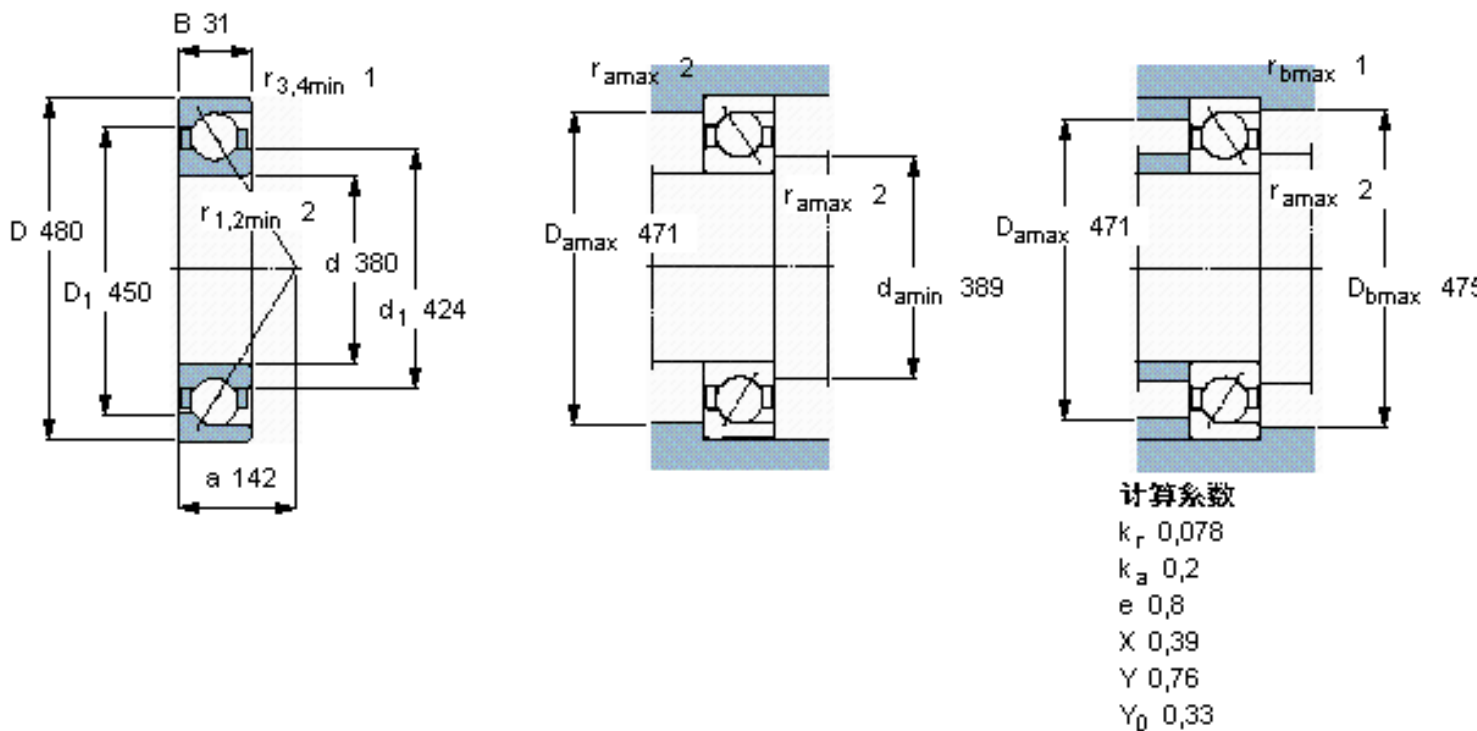 B 31
r3,4min 1
r1,2min 2
D 480
D1 450
d 380
d1 424
a 142
ramax 2
ramax 2
Damax 471
damin 389
rbmax 1
ramax 2
Damax 471
Dbmax 475
计算系数
kr 0,078
ka 0,2
e 0,8
X 0,39
Y 0,76
Y0 0,33